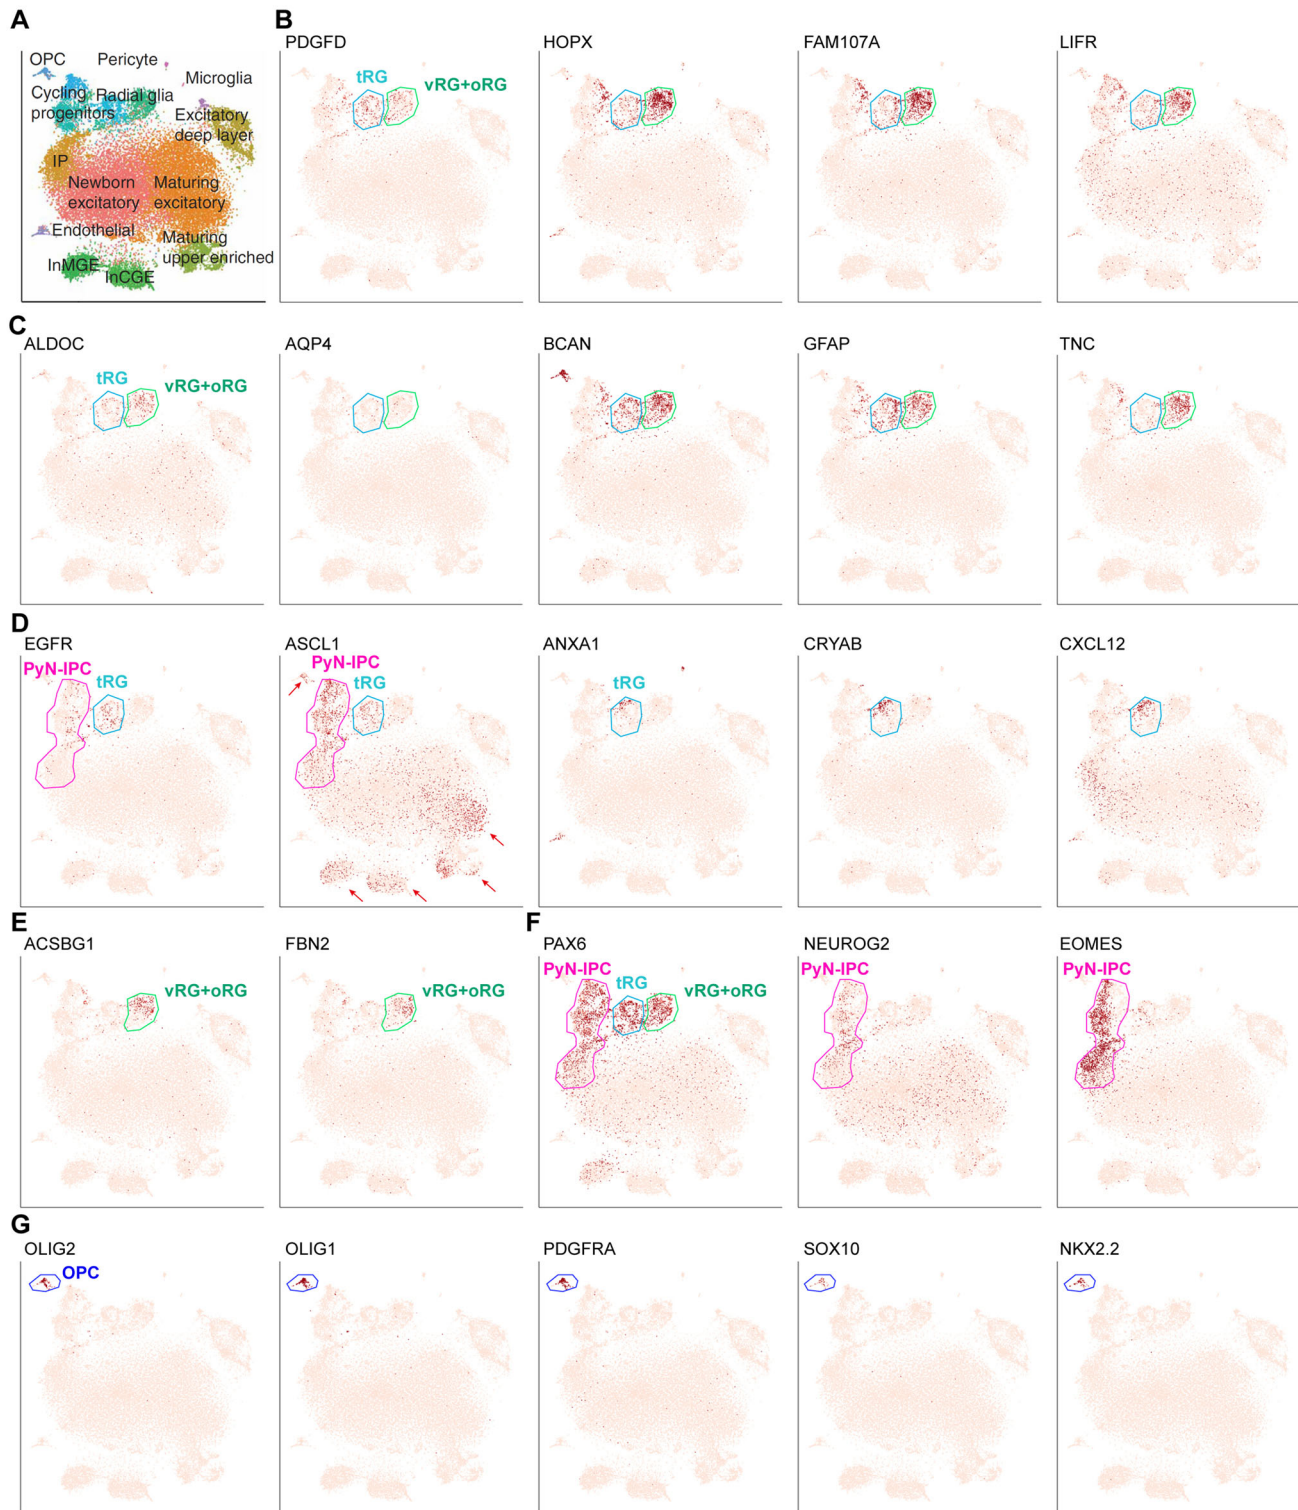 A
OPC
Pericyte
Microglia
Cycling
progenitors
Radial glia
Excitatory
deep layer
IP
Newborn
excitatory
Maturing
excitatory
Endothelial
Maturing
upper enriched
InMGE
InCGE
B
PDGFD
tRG
vRG+oRG
HOPX
FAM107A
LIFR
C
ALDOC
tRG
vRG+oRG
AQP4
BCAN
GFAP
TNC
D
EGFR
PyN-IPC
tRG
ASCL1
PyN-IPC
tRG
ANXA1
tRG
CRYAB
CXCL12
E
ACSBG1
vRG+oRG
FBN2
vRG+oRG
F
PAX6
PyN-IPC
tRG
vRG+oRG
NEUROG2
PyN-IPC
EOMES
PyN-IPC
G
OLIG2
OPC
OLIG1
PDGFRA
SOX10
NKX2.2